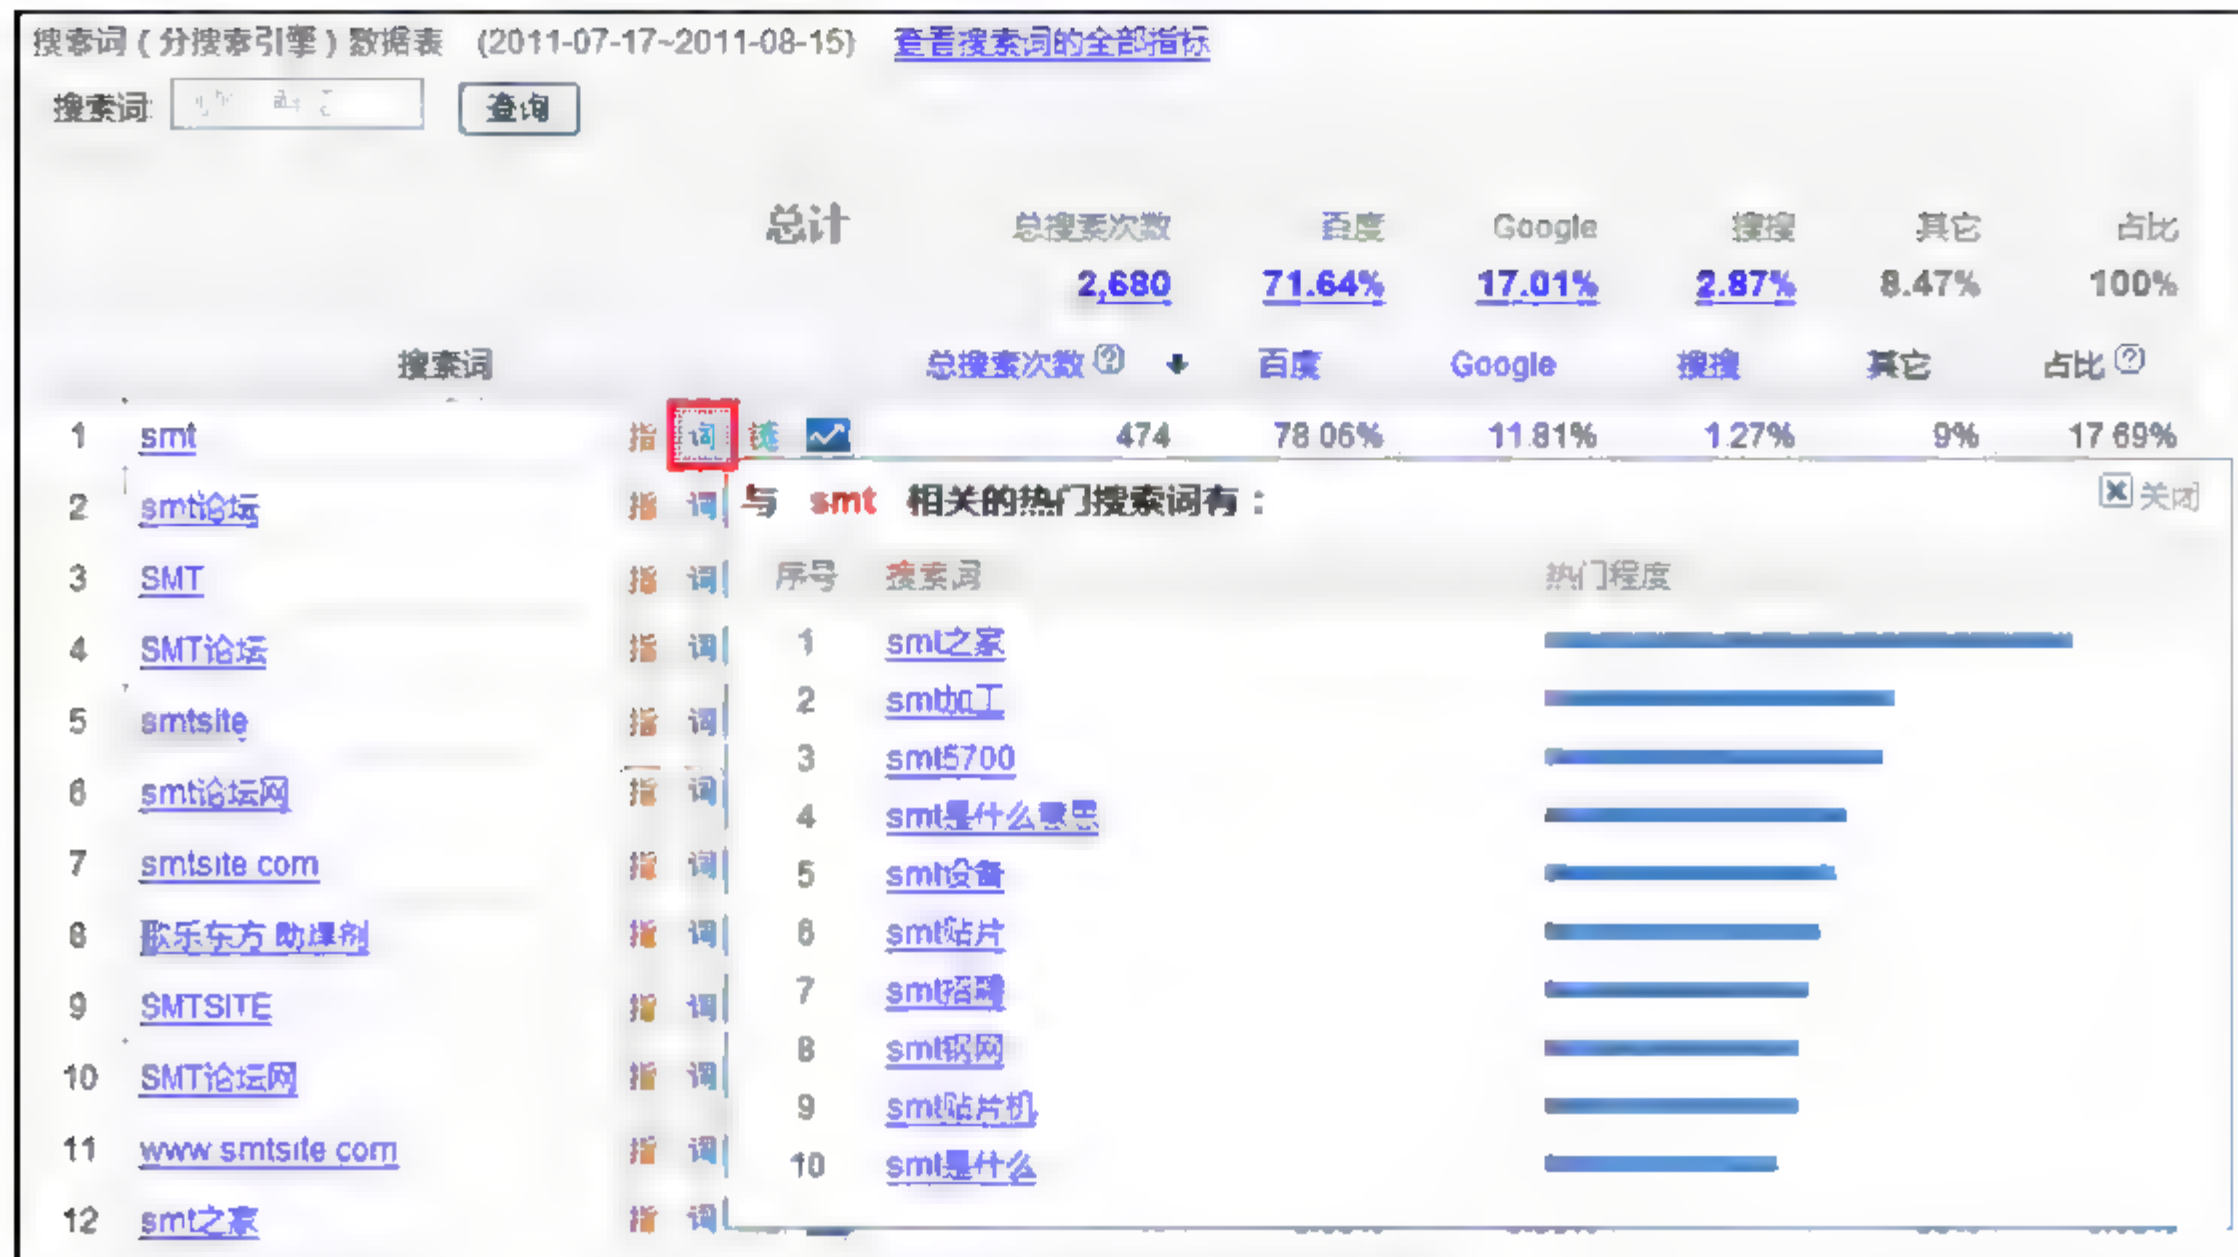 搜索词 ( 分搜索引擎 ) 数据表 (2011-07-17~2011-08-15) 查看搜索词的全部指标
搜索词: 查询
总计 总搜索次数 百度 Google 搜搜 其它 占比
2,680 71.64% 17.01% 2.87% 8.47% 100%
搜索词 总搜索次数 百度 Google 搜搜 其它 占比
1 smt 指 词 链 474 78.06% 11.81% 1.27% 9% 17.69%
2 smt论坛 指 词
3 SMT 指 词
4 SMT论坛 指 词
5 smtsite 指 词
6 smt论坛网 指 词
7 smtsite com 指 词
8 歌乐东方 助焊剂 指 词
9 SMTSITE 指 词
10 SMT论坛网 指 词
11 www smtsite com 指 词
12 smt之家 指 词
与 smt 相关的热门搜索词有： 关闭
序号 搜索词 热门程度
1 smt之家
2 smt加工
3 smt5700
4 smt是什么意思
5 smt设备
6 smt贴片
7 smt招聘
8 smt钢网
9 smt贴片机
10 smt是什么